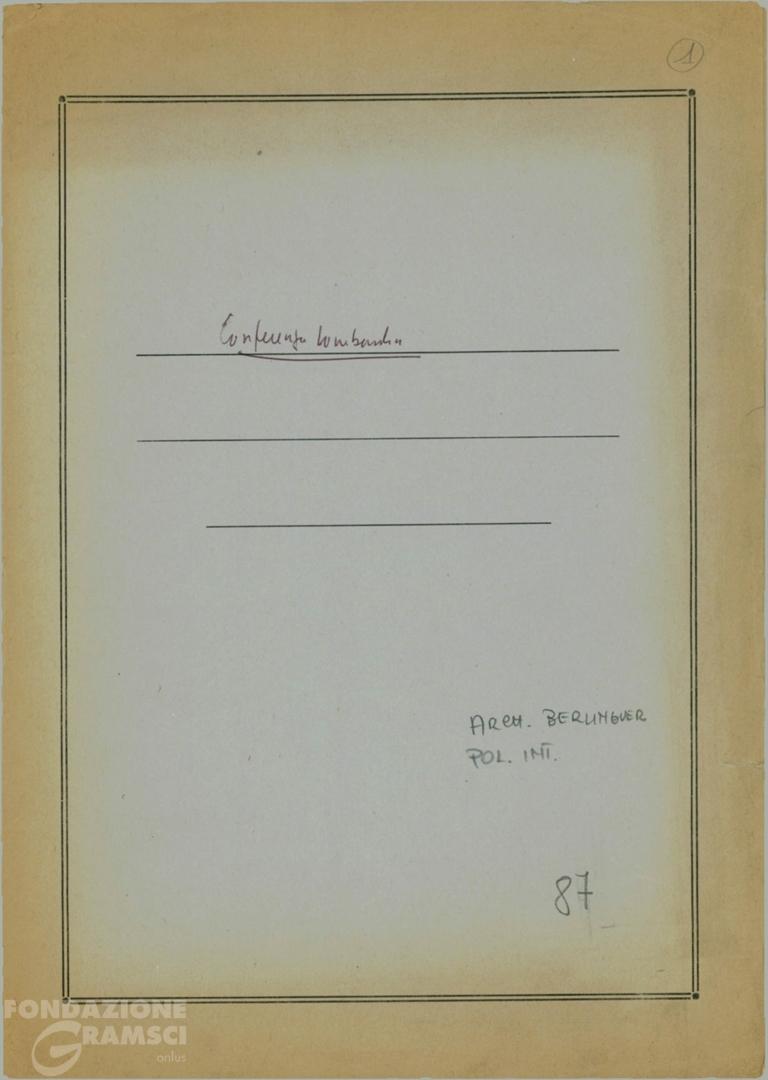 1
Conferenza lombarda
ARCH. BERLINGUER
POL. INT.
87
FONDAZIONE
GRAMSCI
onlus